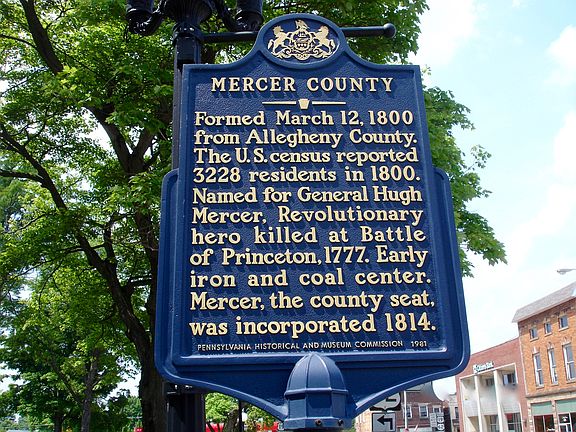 MERCER COUNTY
Formed March 12, 1800
from Allegheny County.
The U.S. census reported
3228 residents in 1800.
Named for General Hugh
Mercer, Revolutionary
hero killed at Battle
of Princeton, 1777. Early
iron and coal center.
Mercer, the county seat,
was incorporated 1814.
PENNSYLVANIA HISTORICAL AND MUSEUM COMMISSION 1981